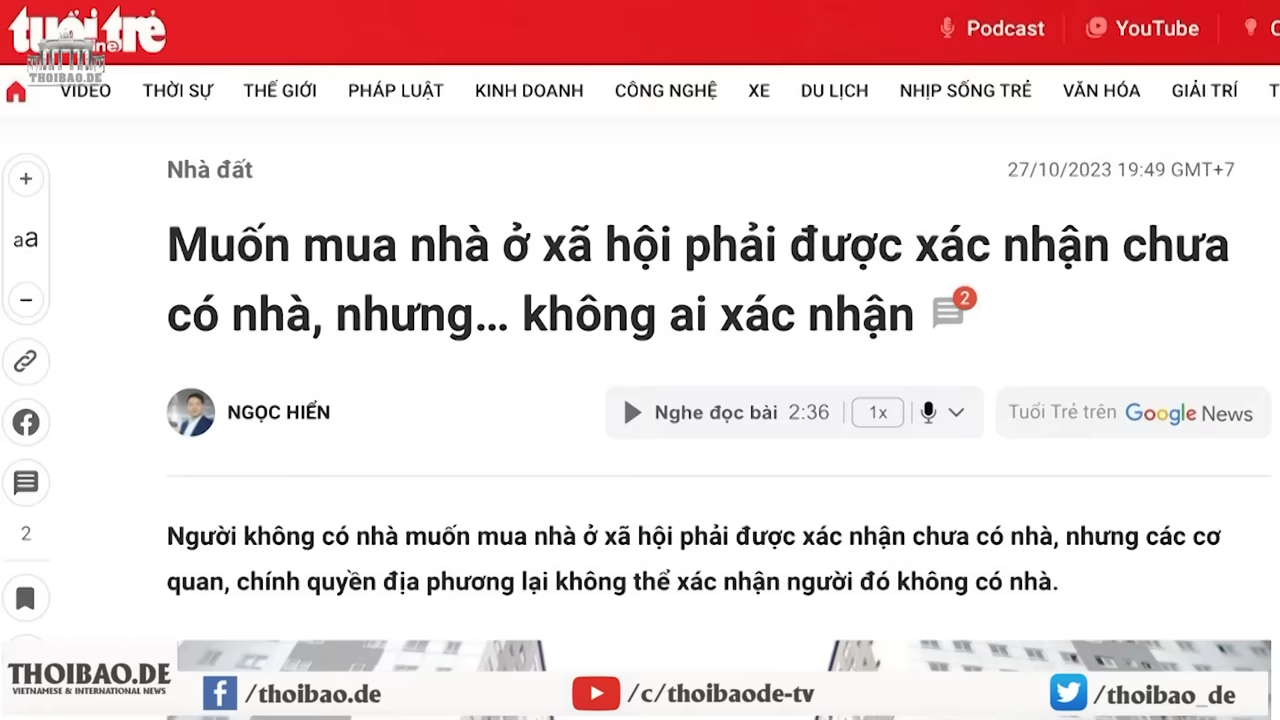 tuổi trẻ
THOIBAO.DE
Podcast
YouTube
VIDEO THỜI SỰ THẾ GIỚI PHÁP LUẬT KINH DOANH CÔNG NGHỆ XE DU LỊCH NHỊP SỐNG TRẺ VĂN HÓA GIẢI TRÍ
Nhà đất
27/10/2023 19:49 GMT+7
+
aa
−
Muốn mua nhà ở xã hội phải được xác nhận chưa
có nhà, nhưng... không ai xác nhận
2
NGỌC HIỂN
Nghe đọc bài 2:36 1x
Tuổi Trẻ trên Google News
2
Người không có nhà muốn mua nhà ở xã hội phải được xác nhận chưa có nhà, nhưng các cơ
quan, chính quyền địa phương lại không thể xác nhận người đó không có nhà.
THOIBAO.DE
VIETNAMESE & INTERNATIONAL NEWS
/thoibao.de
/c/thoibaode-tv
/thoibao_de